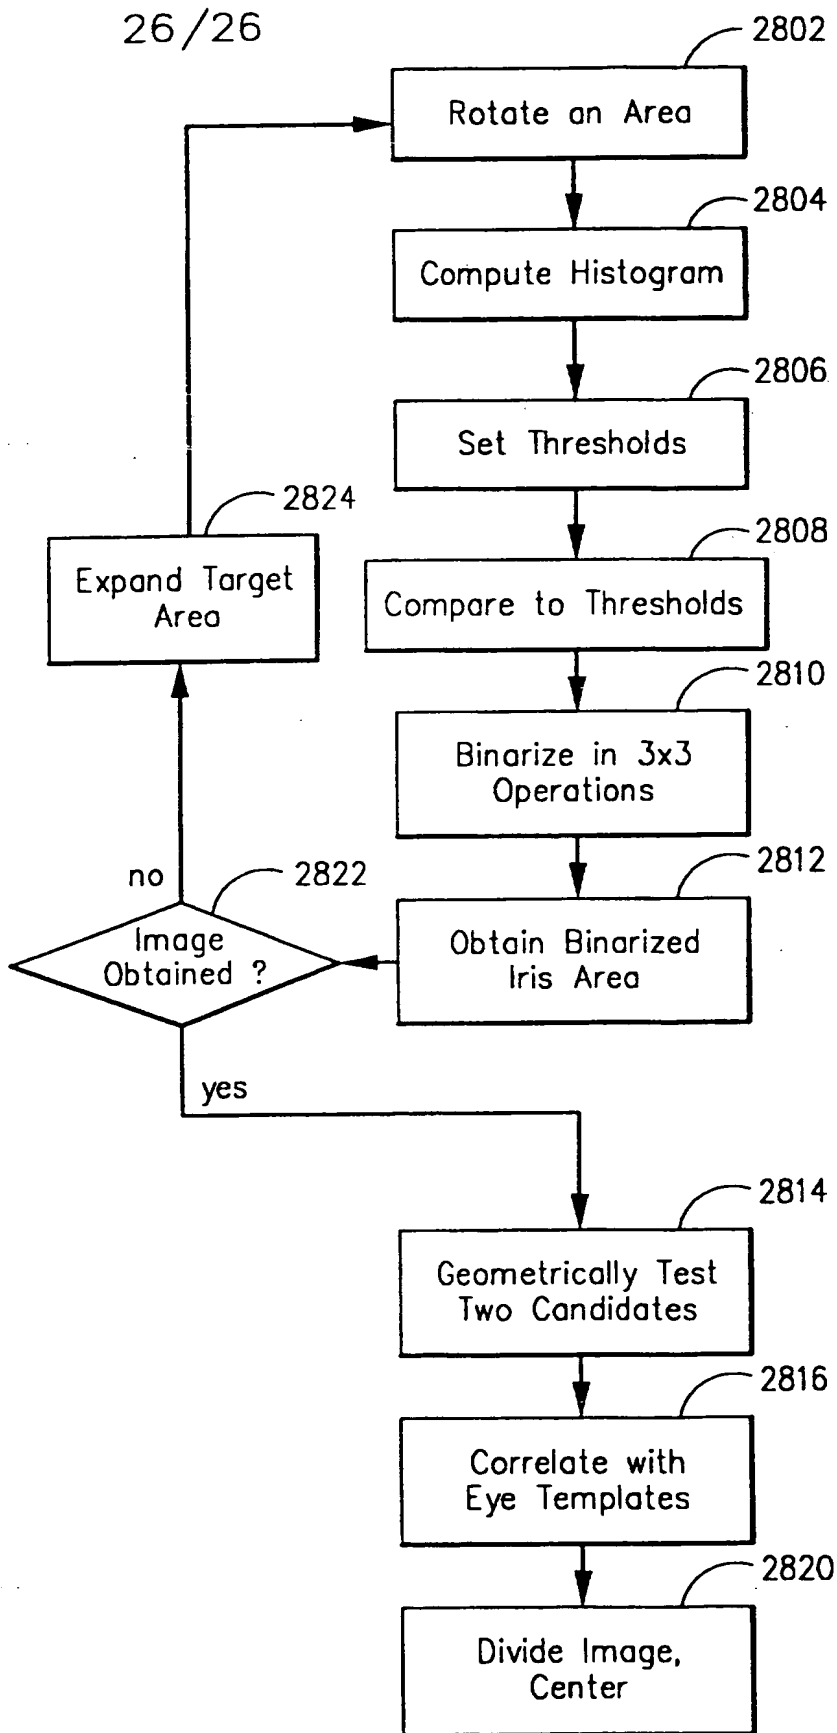 26/26
2802
Rotate an Area
2804
Compute Histogram
2806
Set Thresholds
2824
Expand Target
Area
2808
Compare to Thresholds
2810
Binarize in 3x3
Operations
no
2822
Image
Obtained ?
2812
Obtain Binarized
Iris Area
yes
2814
Geometrically Test
Two Candidates
2816
Correlate with
Eye Templates
2820
Divide Image,
Center